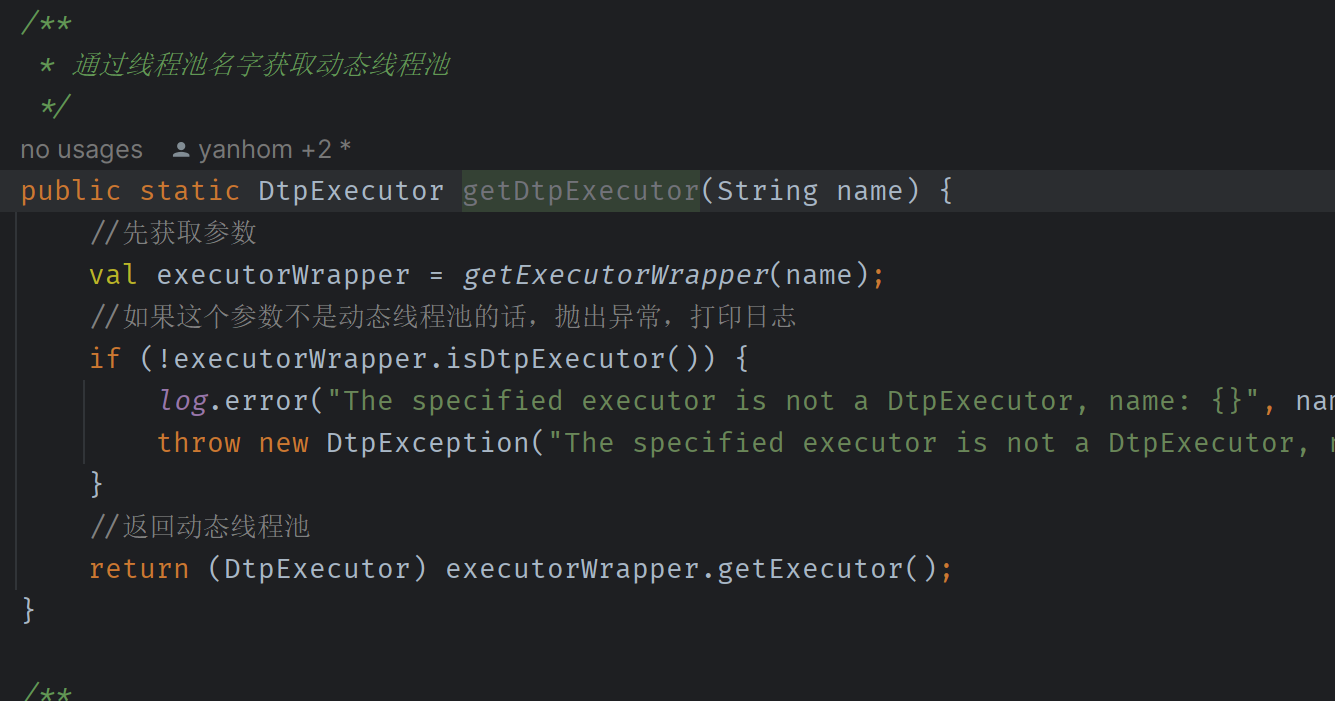 /**
 * 通过线程池名字获取动态线程池
 */
no usages yanhom +2 *
public static DtpExecutor getDtpExecutor(String name) {
    //先获取参数
    val executorWrapper = getExecutorWrapper(name);
    //如果这个参数不是动态线程池的话，抛出异常，打印日志
    if (!executorWrapper.isDtpExecutor()) {
        log.error("The specified executor is not a DtpExecutor, name: {}",
        throw new DtpException("The specified executor is not a DtpExecutor,
    }
    //返回动态线程池
    return (DtpExecutor) executorWrapper.getExecutor();
}
/**